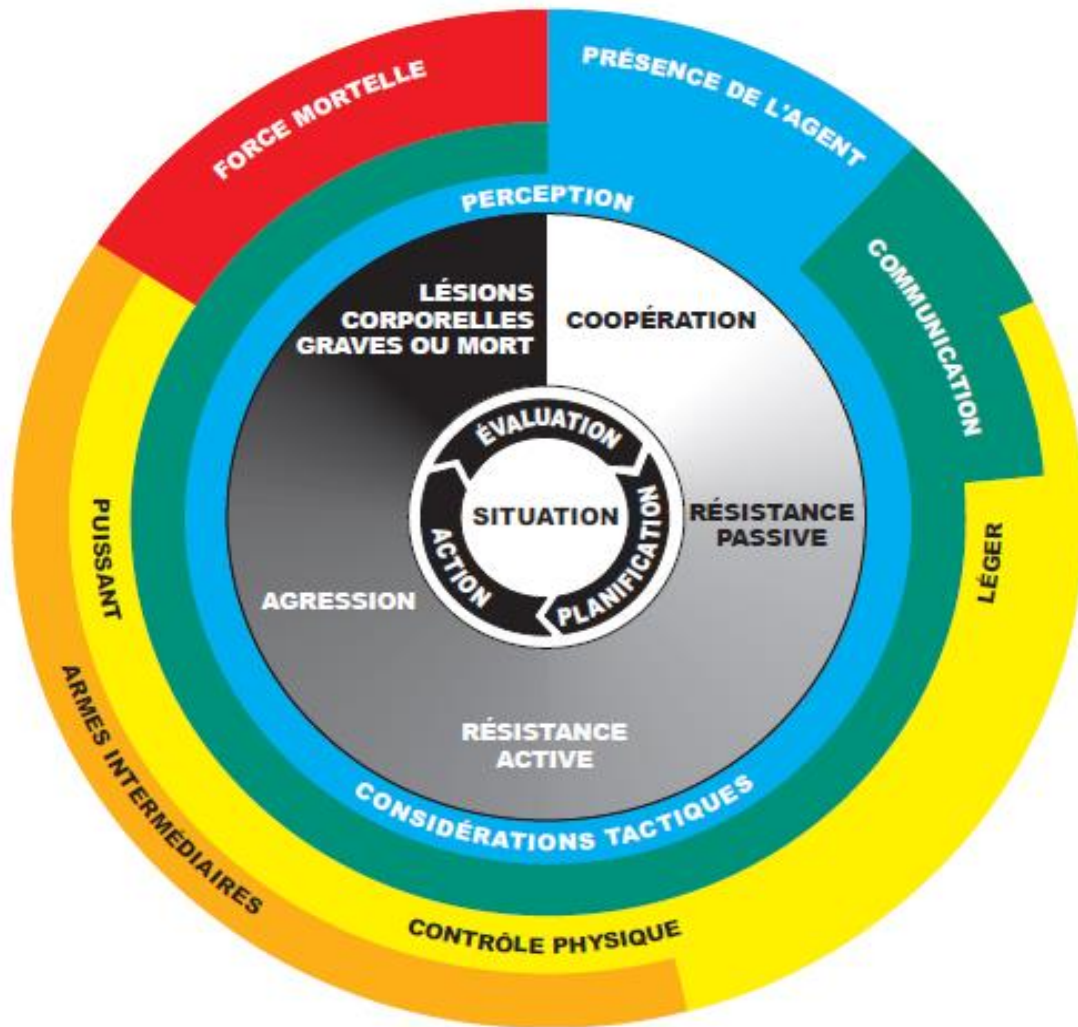 FORCE MORTELLE
PRÉSENCE DE L'AGENT
COMMUNICATION
PERCEPTION
LÉSIONS
CORPORELLES
GRAVES OU MORT
COOPÉRATION
ÉVALUATION
SITUATION
PLANIFICATION
ACTION
RÉSISTANCE
PASSIVE
PUISSANT
LÉGER
AGRESSION
RÉSISTANCE
ACTIVE
CONSIDÉRATIONS TACTIQUES
ARMES INTERMÉDIAIRES
CONTRÔLE PHYSIQUE